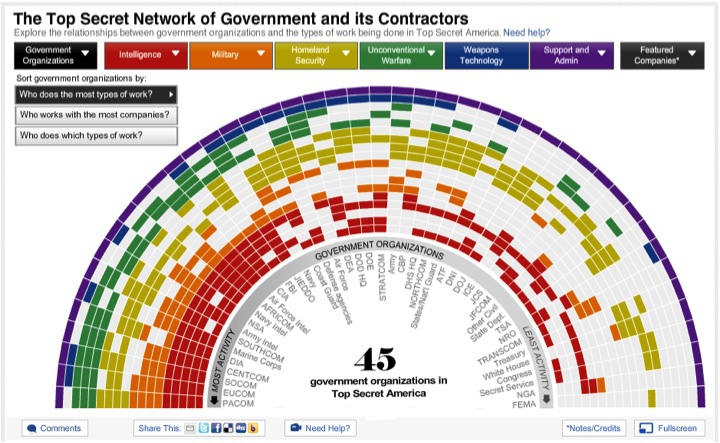 The Top Secret Network of Government and its Contractors
Explore the relationships between government organizations and the types of work being done in Top Secret America. Need help?
Government Organizations
Intelligence
Military
Homeland Security
Unconventional Warfare
Weapons Technology
Support and Admin
Featured Companies*
Sort government organizations by:
Who does the most types of work?
Who works with the most companies?
Who does which types of work?
GOVERNMENT ORGANIZATIONS
MOST ACTIVITY
LEAST ACTIVITY
PACOM
EUCOM
SOCOM
CENTCOM
DIA
Marine Corps
SOUTHCOM
Army Intel
NSA
Navy Intel
AFRICOM
Air Force Intel
CIA
FBI
JIEDDO
Navy
Coast Guard
Defense agencies
Air Force
DEA
DOD HQ
DOE
STRATCOM
Army
CBP
DHS HQ
NORTHCOM
States/Nat'l Guard
ATF
DNI
DOJ
ICE
JCS
JFCOM
Other Civil
State Dept.
TSA
NRO
TRANSCOM
Treasury
White House
Congress
Secret Service
NGA
FEMA
45
government organizations in
Top Secret America
Comments
Share This:
Need Help?
*Notes/Credits
Fullscreen